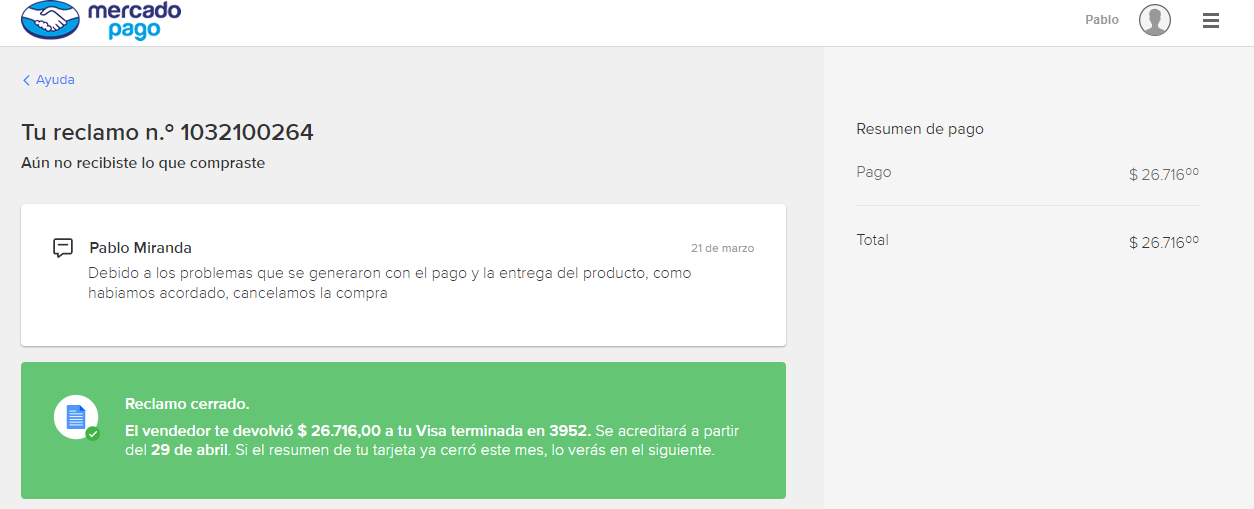 mercado
pago
Pablo
Ayuda
Tu reclamo n.º 1032100264
Aún no recibiste lo que compraste
Pablo Miranda
21 de marzo
Debido a los problemas que se generaron con el pago y la entrega del producto, como
habiamos acordado, cancelamos la compra
Reclamo cerrado.
El vendedor te devolvió $ 26.716,00 a tu Visa terminada en 3952. Se acreditará a partir
del 29 de abril. Si el resumen de tu tarjeta ya cerró este mes, lo verás en el siguiente.
Resumen de pago
Pago $ 26.716⁰⁰
Total $ 26.716⁰⁰